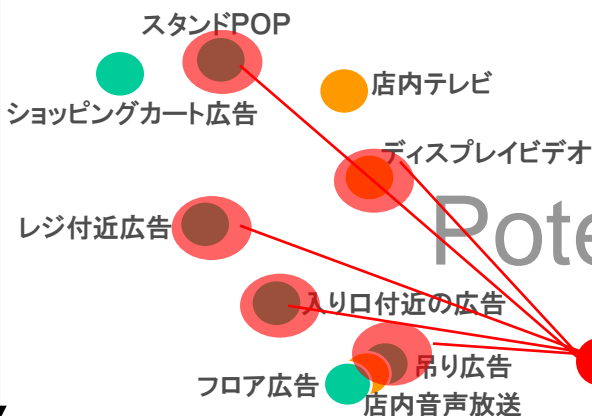 スタンドPOP
店内テレビ
ショッピングカート広告
ディスプレイビデオ
Pote
レジ付近広告
入り口付近の広告
吊り広告
フロア広告
店内音声放送